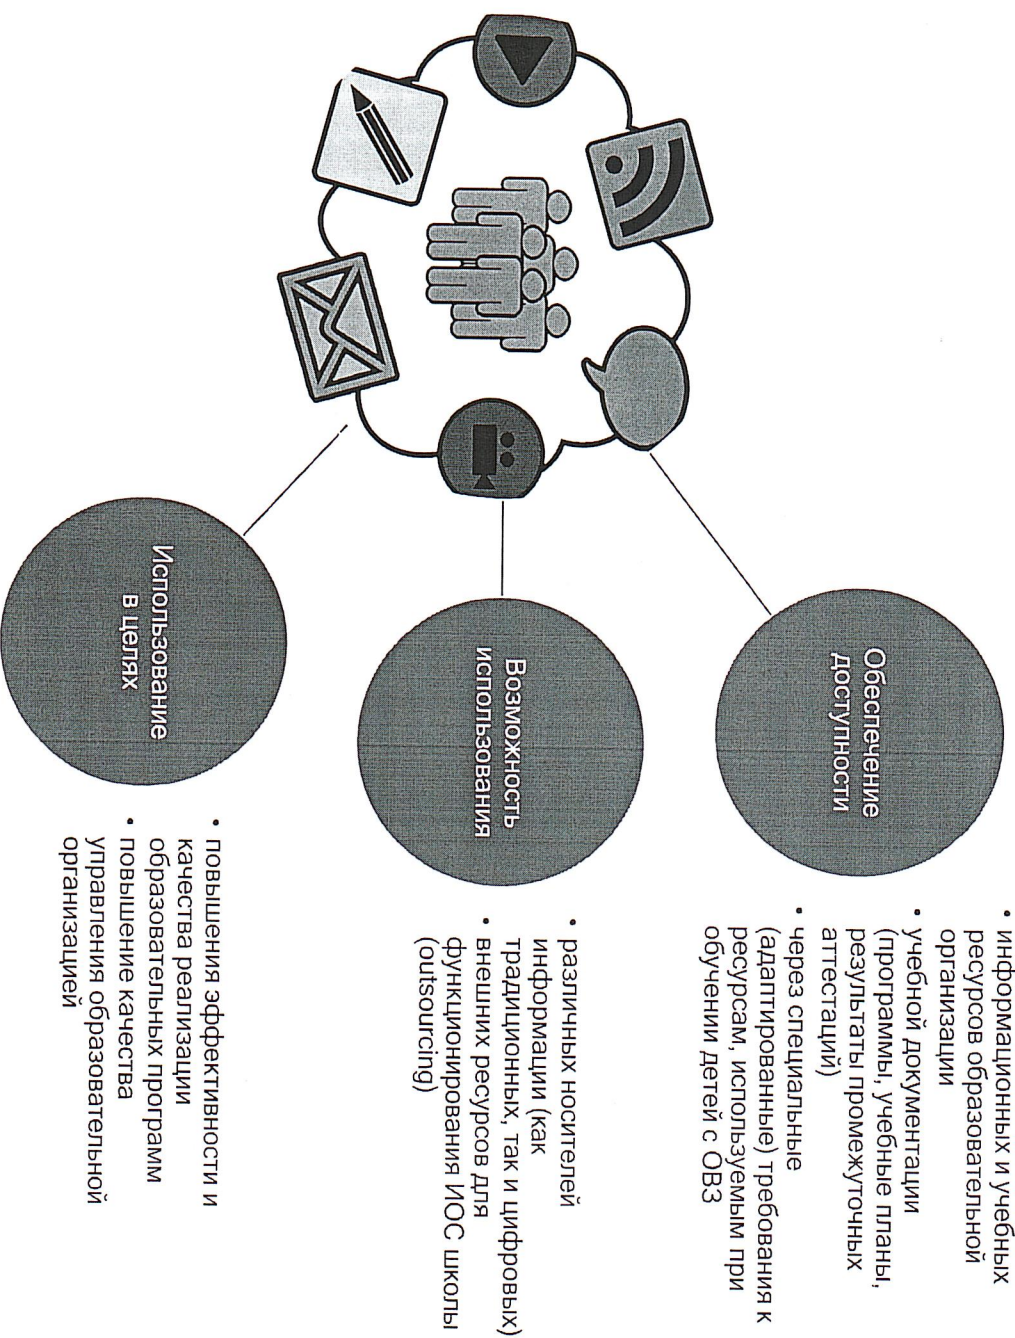 Обеспечение
доступности
• информационных и учебных
ресурсов образовательной
организации
• учебной документации
(программы, учебные планы,
результаты промежуточных
аттестаций)
• через специальные
(адаптированные) требования к
ресурсам, используемым при
обучении детей с ОВЗ
Возможность
использования
• различных носителей
информации (как
традиционных, так и цифровых)
• внешних ресурсов для
функционирования ИОС школы
(outsourcing)
Использование
в целях
• повышения эффективности и
качества реализации
образовательных программ
• повышение качества
управления образовательной
организацией